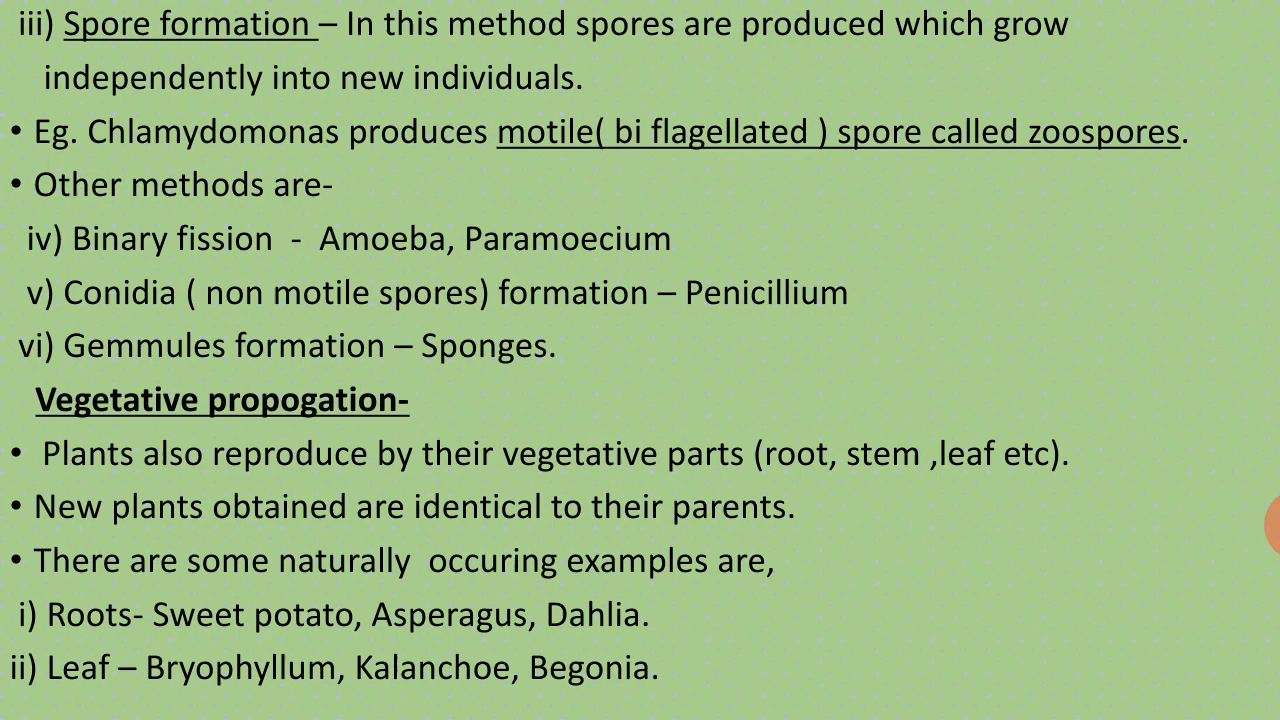 iii) Spore formation – In this method spores are produced which grow
independently into new individuals.
• Eg. Chlamydomonas produces motile( bi flagellated ) spore called zoospores.
• Other methods are-
iv) Binary fission  -  Amoeba, Paramoecium
v) Conidia ( non motile spores) formation – Penicillium
vi) Gemmules formation – Sponges.
Vegetative propogation-
• Plants also reproduce by their vegetative parts (root, stem ,leaf etc).
• New plants obtained are identical to their parents.
• There are some naturally  occuring examples are,
i) Roots- Sweet potato, Asperagus, Dahlia.
ii) Leaf – Bryophyllum, Kalanchoe, Begonia.